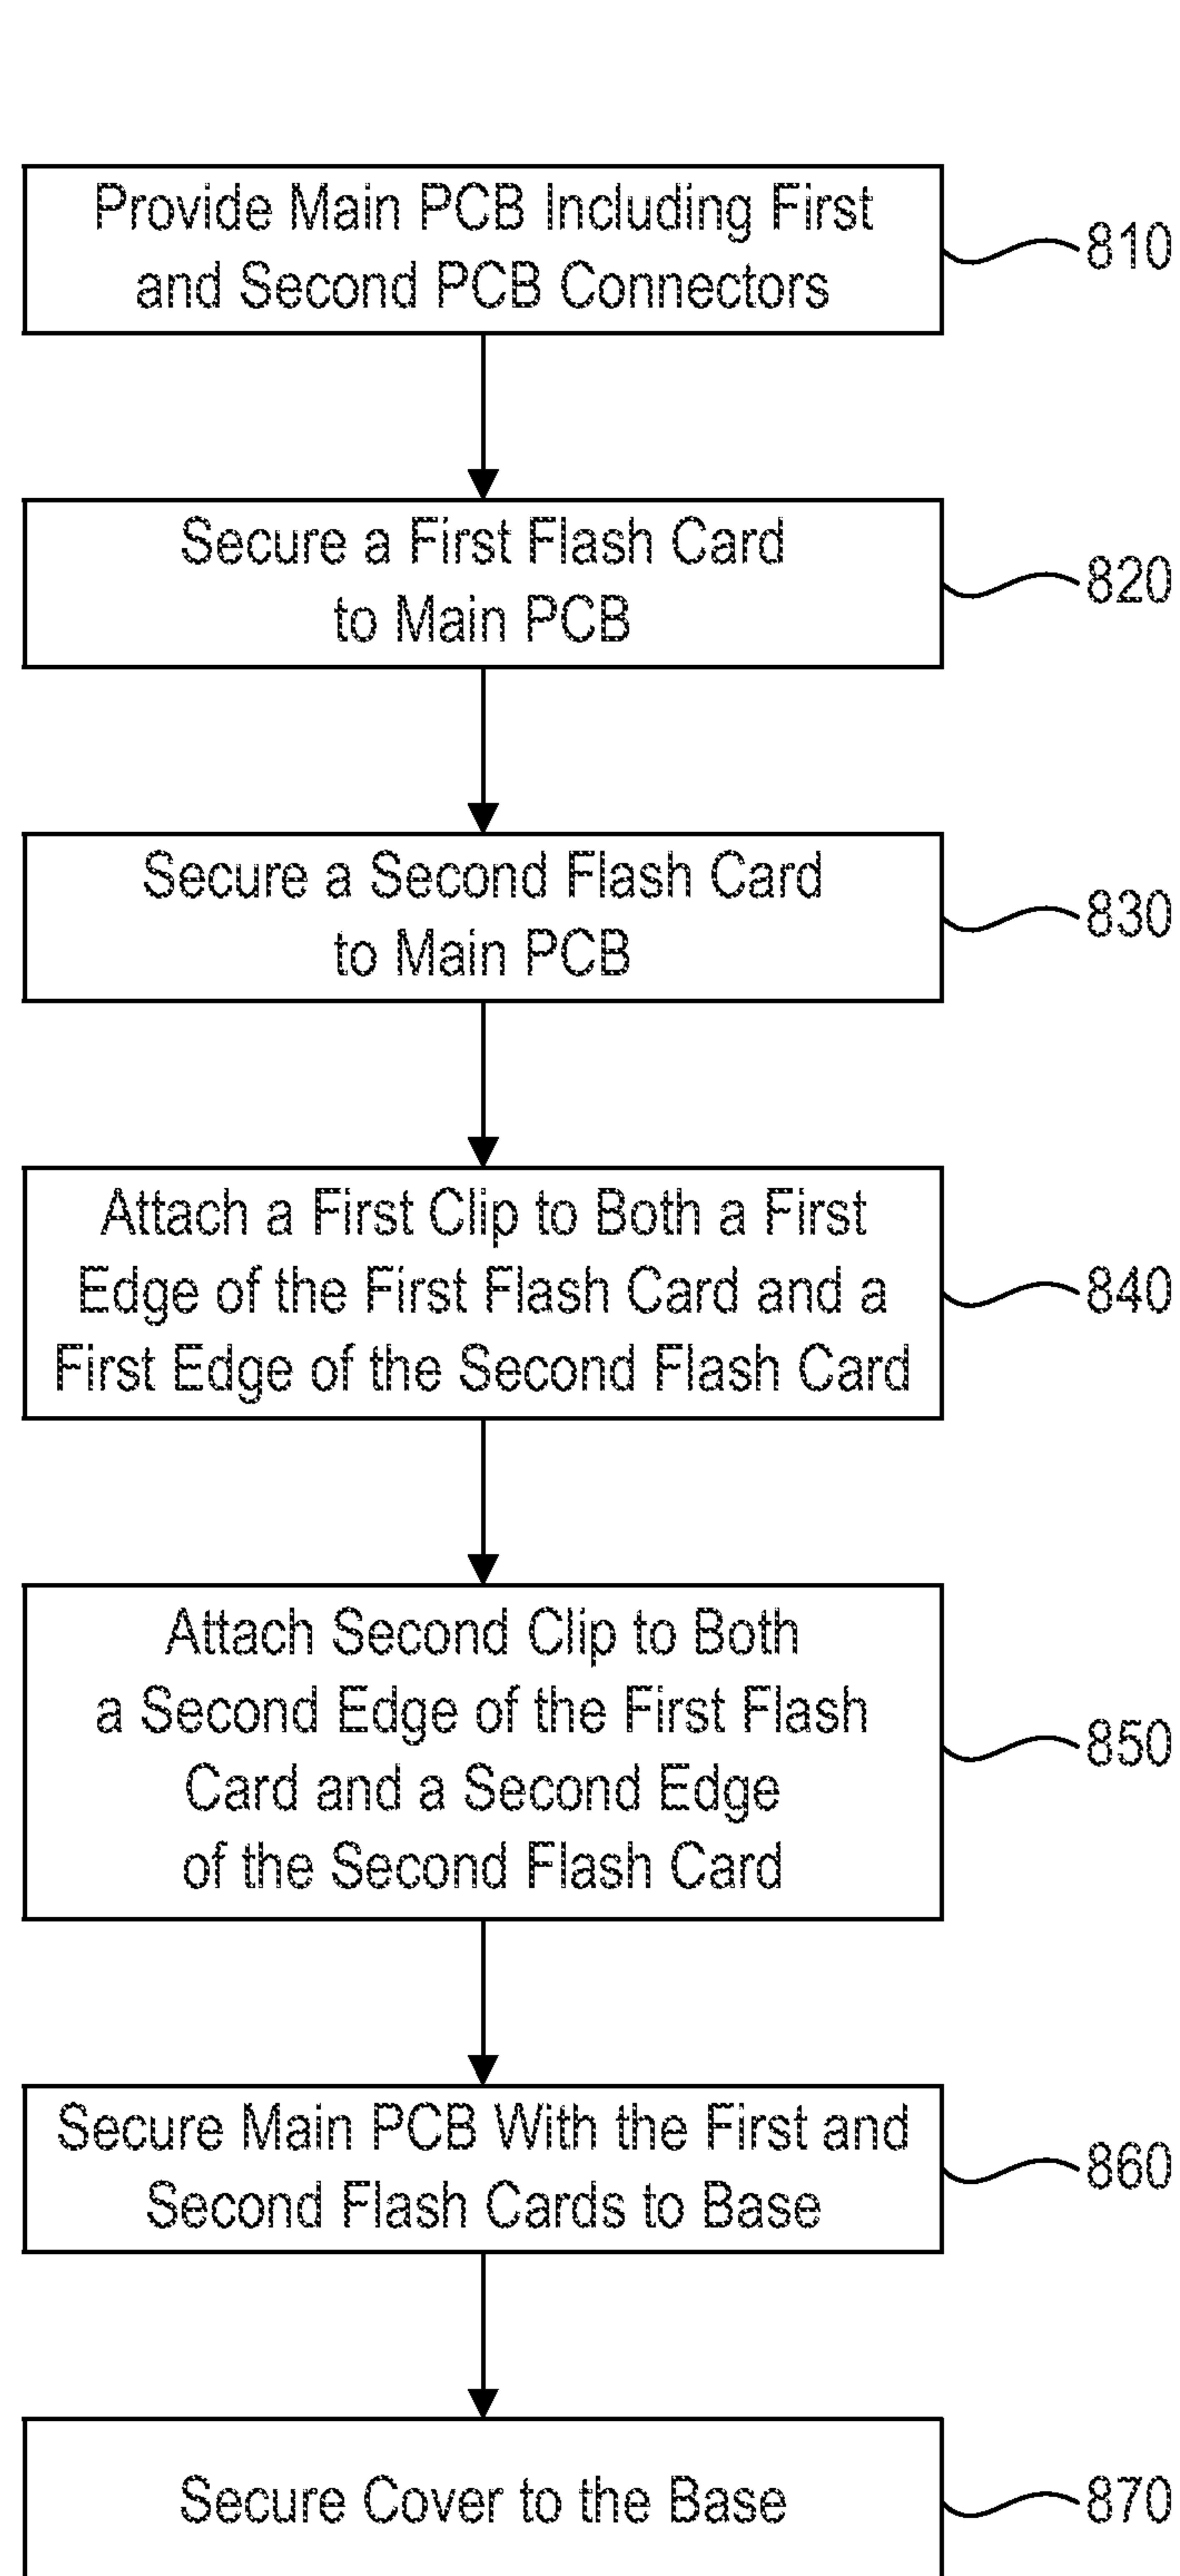 Provide Main PCB Including First
and Second PCB Connectors
810
Secure a First Flash Card
to Main PCB
820
Secure a Second Flash Card
to Main PCB
830
Attach a First Clip to Both a First
Edge of the First Flash Card and a
First Edge of the Second Flash Card
840
Attach Second Clip to Both
a Second Edge of the First Flash
Card and a Second Edge
of the Second Flash Card
850
Secure Main PCB With the First and
Second Flash Cards to Base
860
Secure Cover to the Base
870